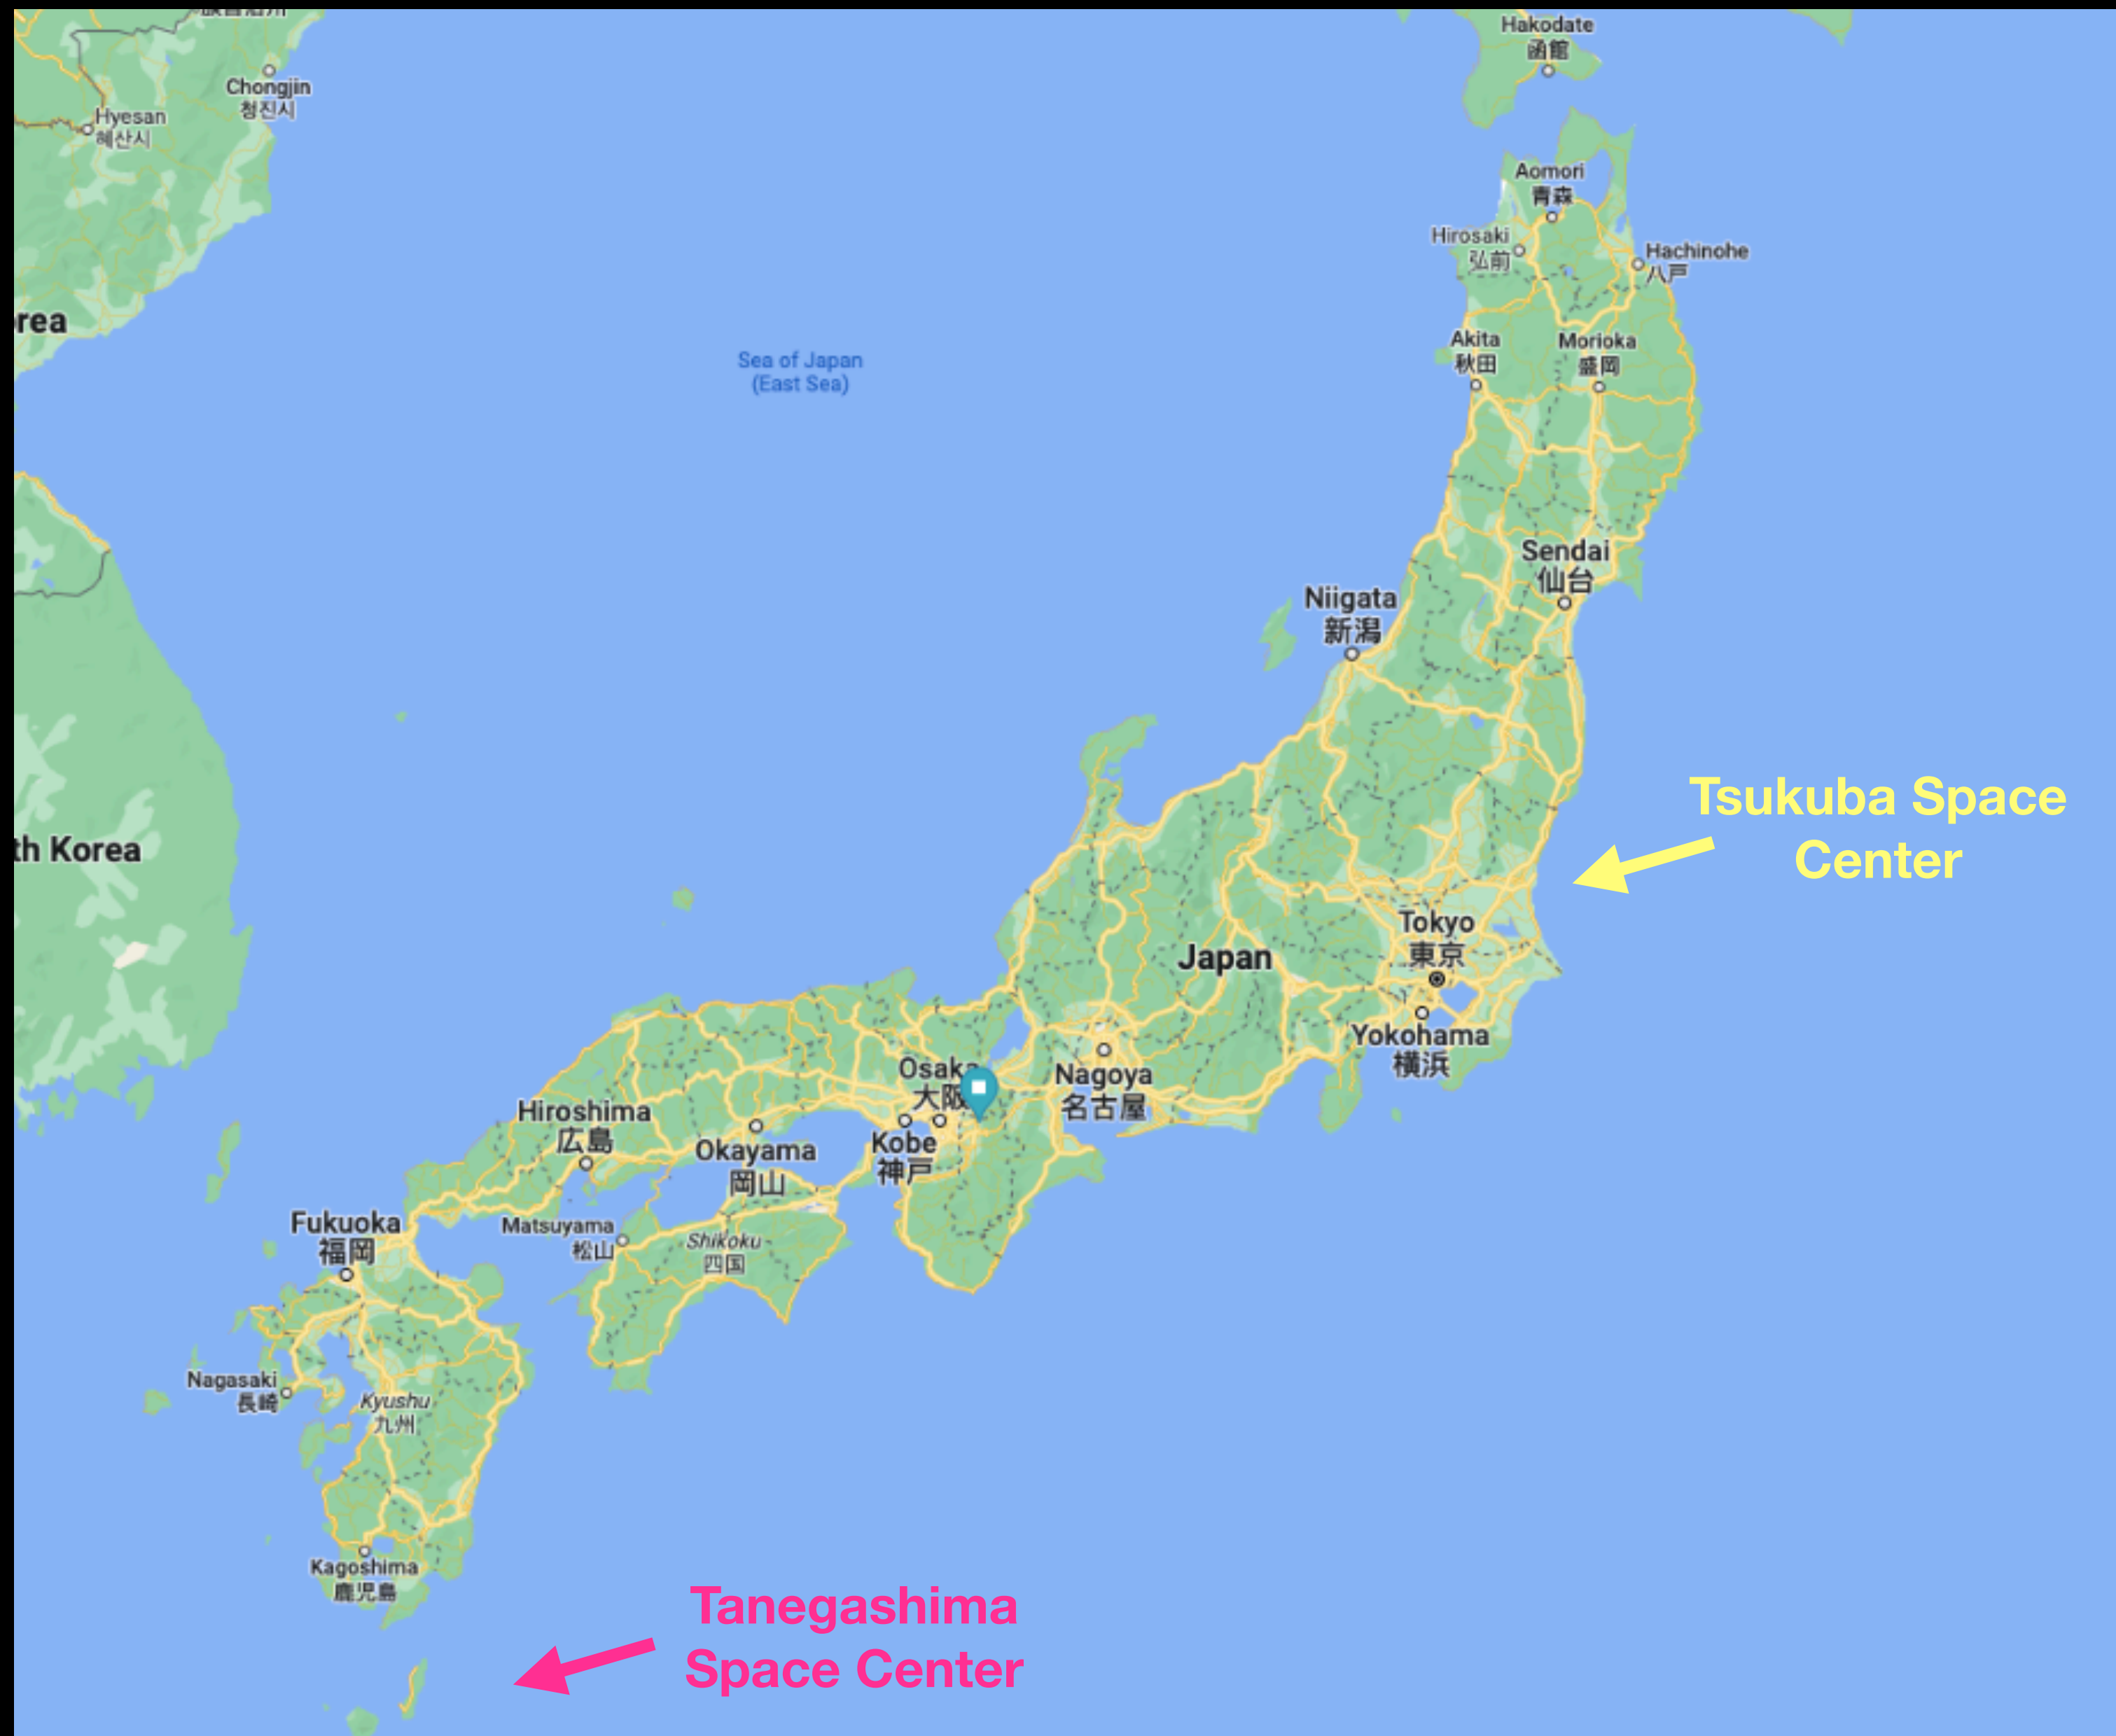 Hakodate
函館
Chongjin
청진시
Hyesan
혜산시
Aomori
青森
Hirosaki
弘前
Hachinohe
八戸
rea
Sea of Japan
(East Sea)
Akita
秋田
Morioka
盛岡
Sendai
仙台
Niigata
新潟
Tsukuba Space
Center
th Korea
Tokyo
東京
Japan
Yokohama
横浜
Osaka
大阪
Nagoya
名古屋
Hiroshima
広島
Okayama
岡山
Kobe
神戸
Fukuoka
福岡
Matsuyama
松山
Shikoku
四国
Nagasaki
長崎
Kyushu
九州
Kagoshima
鹿児島
Tanegashima
Space Center